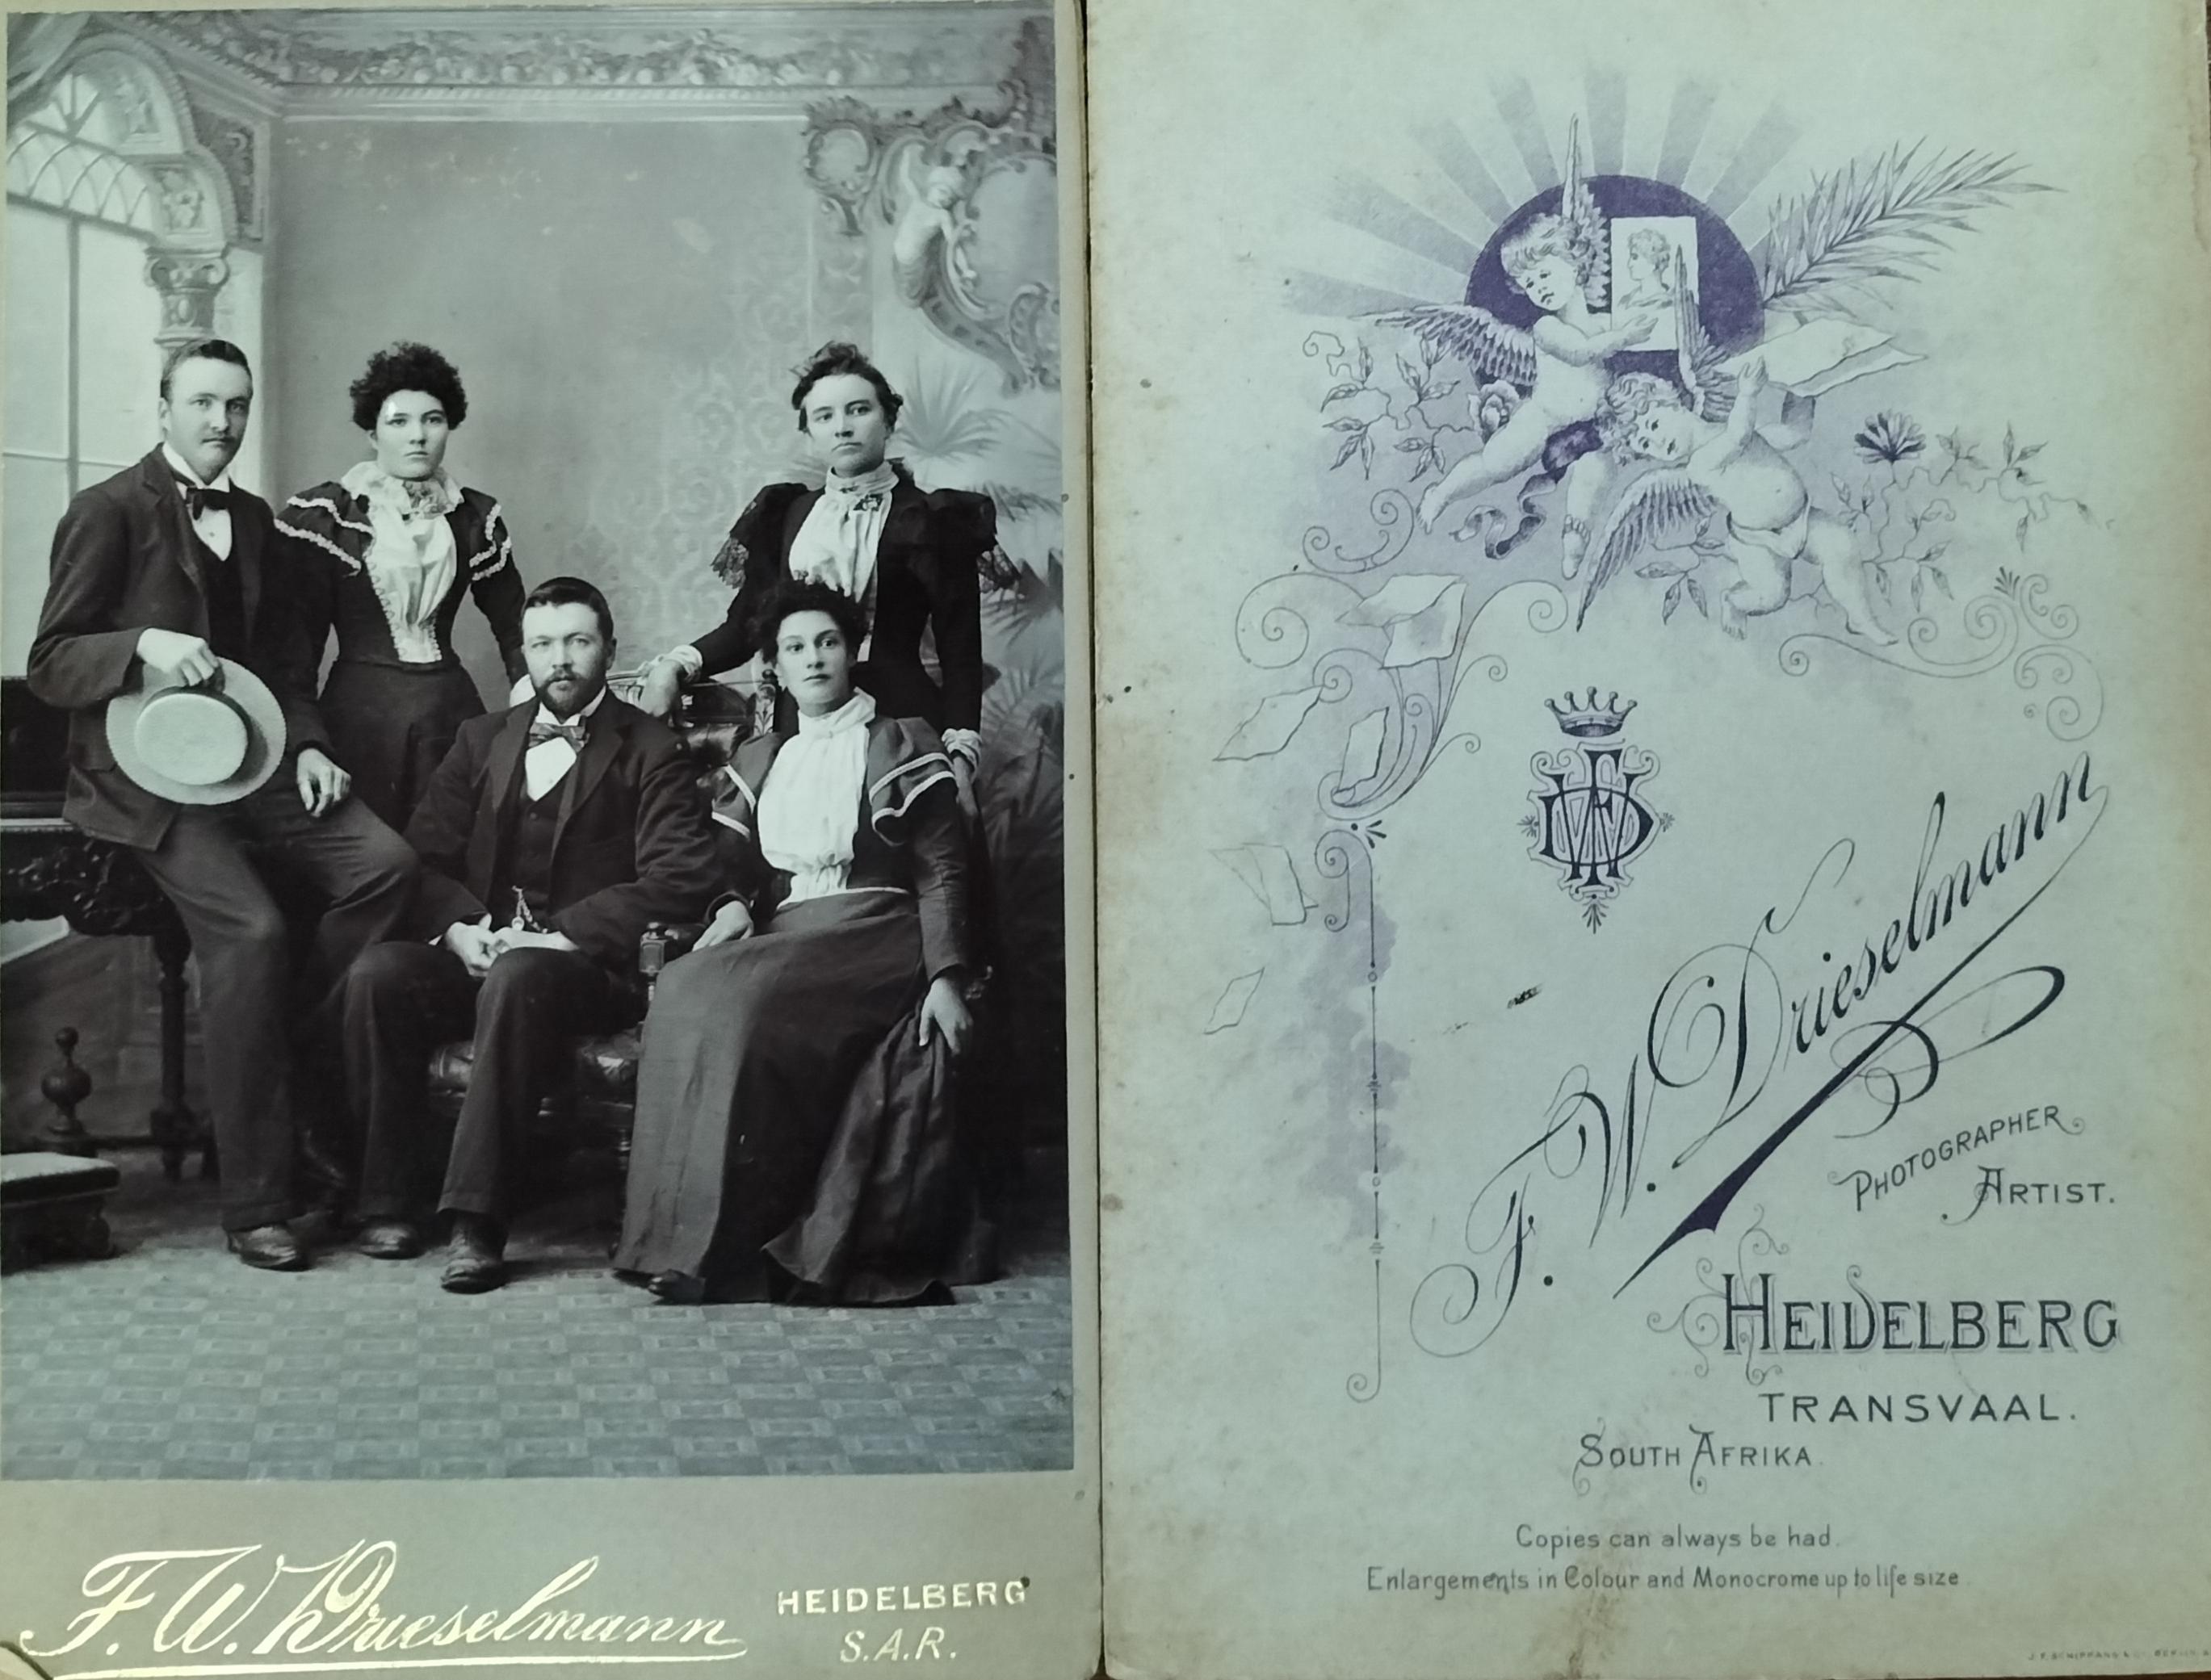 F. W. Drieselmann
HEIDELBERG
S.A.R.
F. W. Drieselmann
PHOTOGRAPHER
ARTIST.
HEIDELBERG
TRANSVAAL.
SOUTH AFRIKA.
Copies can always be had.
Enlargements in Colour and Monocrome up to life size